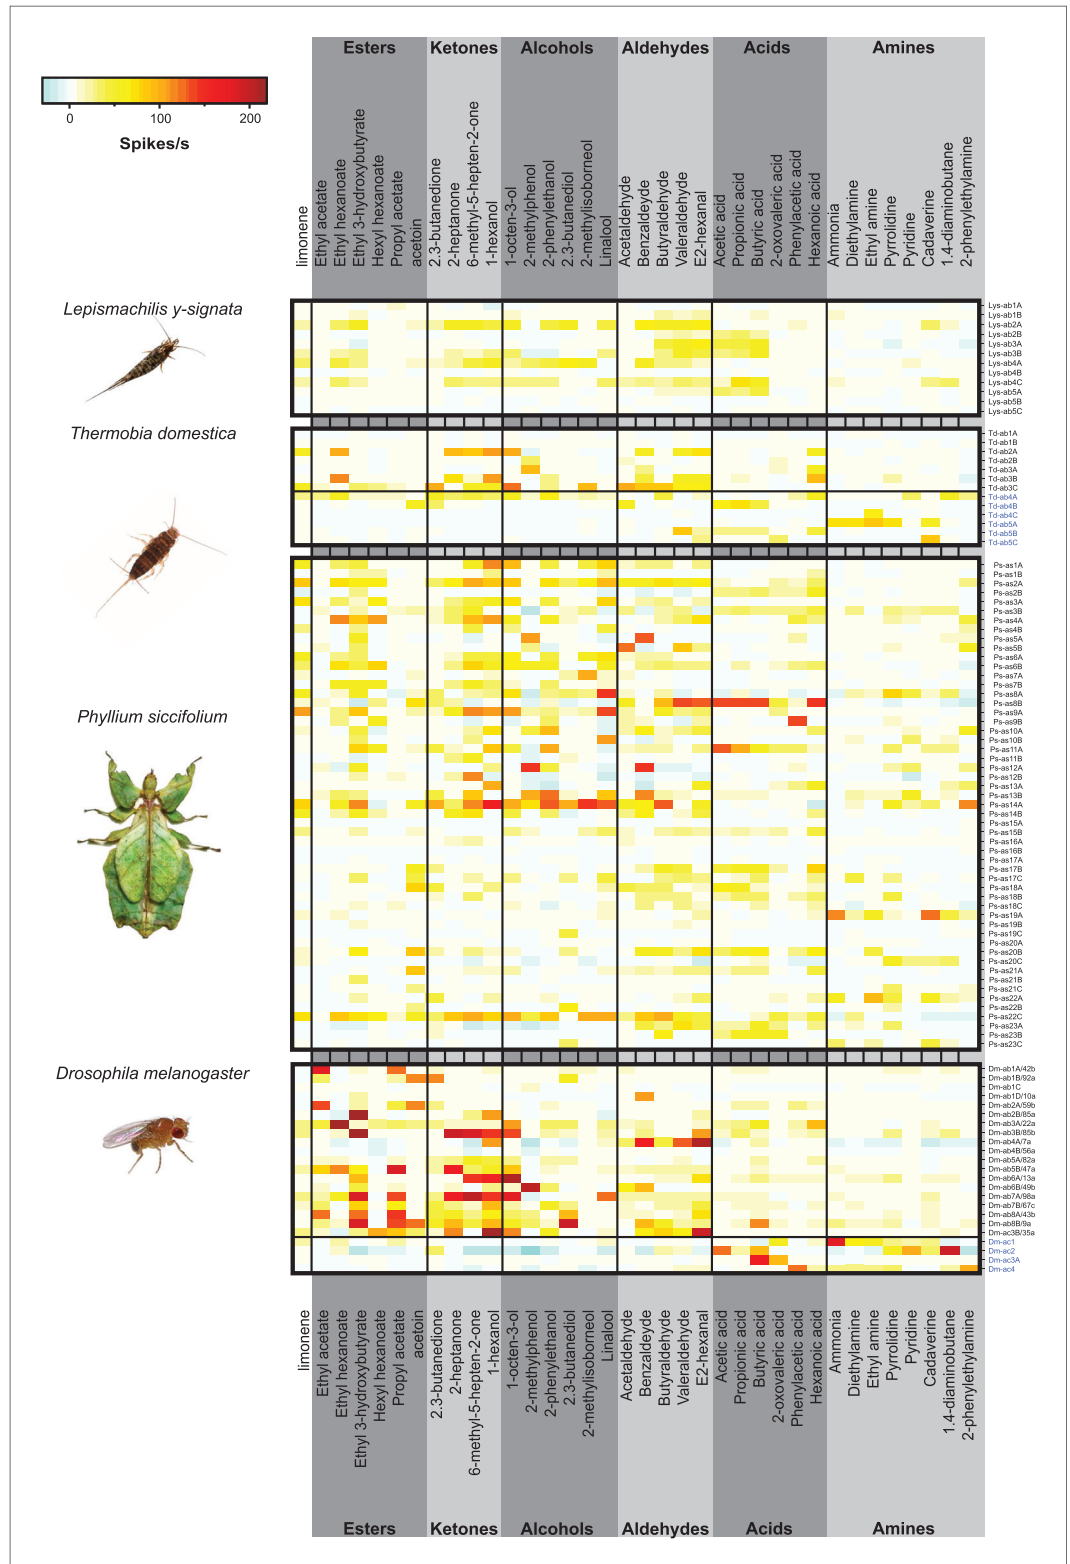 Esters Ketones Alcohols Aldehydes Acids Amines
0 100 200
Spikes/s
limonene
Ethyl acetate
Ethyl hexanoate
Ethyl 3-hydroxybutyrate
Hexyl hexanoate
Propyl acetate
acetoin
2.3-butanedione
2-heptanone
6-methyl-5-hepten-2-one
1-hexanol
1-octen-3-ol
2-methylphenol
2-phenylethanol
2.3-butanediol
2-methylisoborneol
Linalool
Acetaldehyde
Benzaldeyde
Butyraldehyde
Valeraldehyde
E2-hexanal
Acetic acid
Propionic acid
Butyric acid
2-oxovaleric acid
Phenylacetic acid
Hexanoic acid
Ammonia
Diethylamine
Ethyl amine
Pyrrolidine
Pyridine
Cadaverine
1.4-diaminobutane
2-phenylethylamine
Lepismachilis y-signata
Lys-ab1A
Lys-ab1B
Lys-ab2A
Lys-ab2B
Lys-ab3A
Lys-ab3B
Lys-ab4A
Lys-ab4B
Lys-ab4C
Lys-ab5A
Lys-ab5B
Lys-ab5C
Thermobia domestica
Td-ab1A
Td-ab1B
Td-ab2A
Td-ab2B
Td-ab3A
Td-ab3B
Td-ab3C
Td-ab4A
Td-ab4B
Td-ab4C
Td-ab5A
Td-ab5B
Td-ab5C
Phyllium siccifolium
Ps-as1A
Ps-as1B
Ps-as2A
Ps-as2B
Ps-as3A
Ps-as3B
Ps-as4A
Ps-as4B
Ps-as5A
Ps-as5B
Ps-as6A
Ps-as6B
Ps-as7A
Ps-as7B
Ps-as8A
Ps-as8B
Ps-as9A
Ps-as9B
Ps-as10A
Ps-as10B
Ps-as11A
Ps-as11B
Ps-as12A
Ps-as12B
Ps-as13A
Ps-as13B
Ps-as14A
Ps-as14B
Ps-as15A
Ps-as15B
Ps-as16A
Ps-as16B
Ps-as17A
Ps-as17B
Ps-as17C
Ps-as18A
Ps-as18B
Ps-as18C
Ps-as19A
Ps-as19B
Ps-as19C
Ps-as20A
Ps-as20B
Ps-as20C
Ps-as21A
Ps-as21B
Ps-as21C
Ps-as22A
Ps-as22B
Ps-as22C
Ps-as23A
Ps-as23B
Ps-as23C
Drosophila melanogaster
Dm-ab1A/42b
Dm-ab1B/92a
Dm-ab1C
Dm-ab1D/10a
Dm-ab2A/59b
Dm-ab2B/85a
Dm-ab3A/22a
Dm-ab3B/85b
Dm-ab4A/7a
Dm-ab4B/56a
Dm-ab5A/82a
Dm-ab5B/47a
Dm-ab6A/13a
Dm-ab6B/49b
Dm-ab7A/98a
Dm-ab7B/67c
Dm-ab8A/43b
Dm-ab8B/9a
Dm-ac3B/35a
Dm-ac1
Dm-ac2
Dm-ac3A
Dm-ac4
limonene
Ethyl acetate
Ethyl hexanoate
Ethyl 3-hydroxybutyrate
Hexyl hexanoate
Propyl acetate
acetoin
2.3-butanedione
2-heptanone
6-methyl-5-hepten-2-one
1-hexanol
1-octen-3-ol
2-methylphenol
2-phenylethanol
2.3-butanediol
2-methylisoborneol
Linalool
Acetaldehyde
Benzaldeyde
Butyraldehyde
Valeraldehyde
E2-hexanal
Acetic acid
Propionic acid
Butyric acid
2-oxovaleric acid
Phenylacetic acid
Hexanoic acid
Ammonia
Diethylamine
Ethyl amine
Pyrrolidine
Pyridine
Cadaverine
1.4-diaminobutane
2-phenylethylamine
Esters Ketones Alcohols Aldehydes Acids Amines